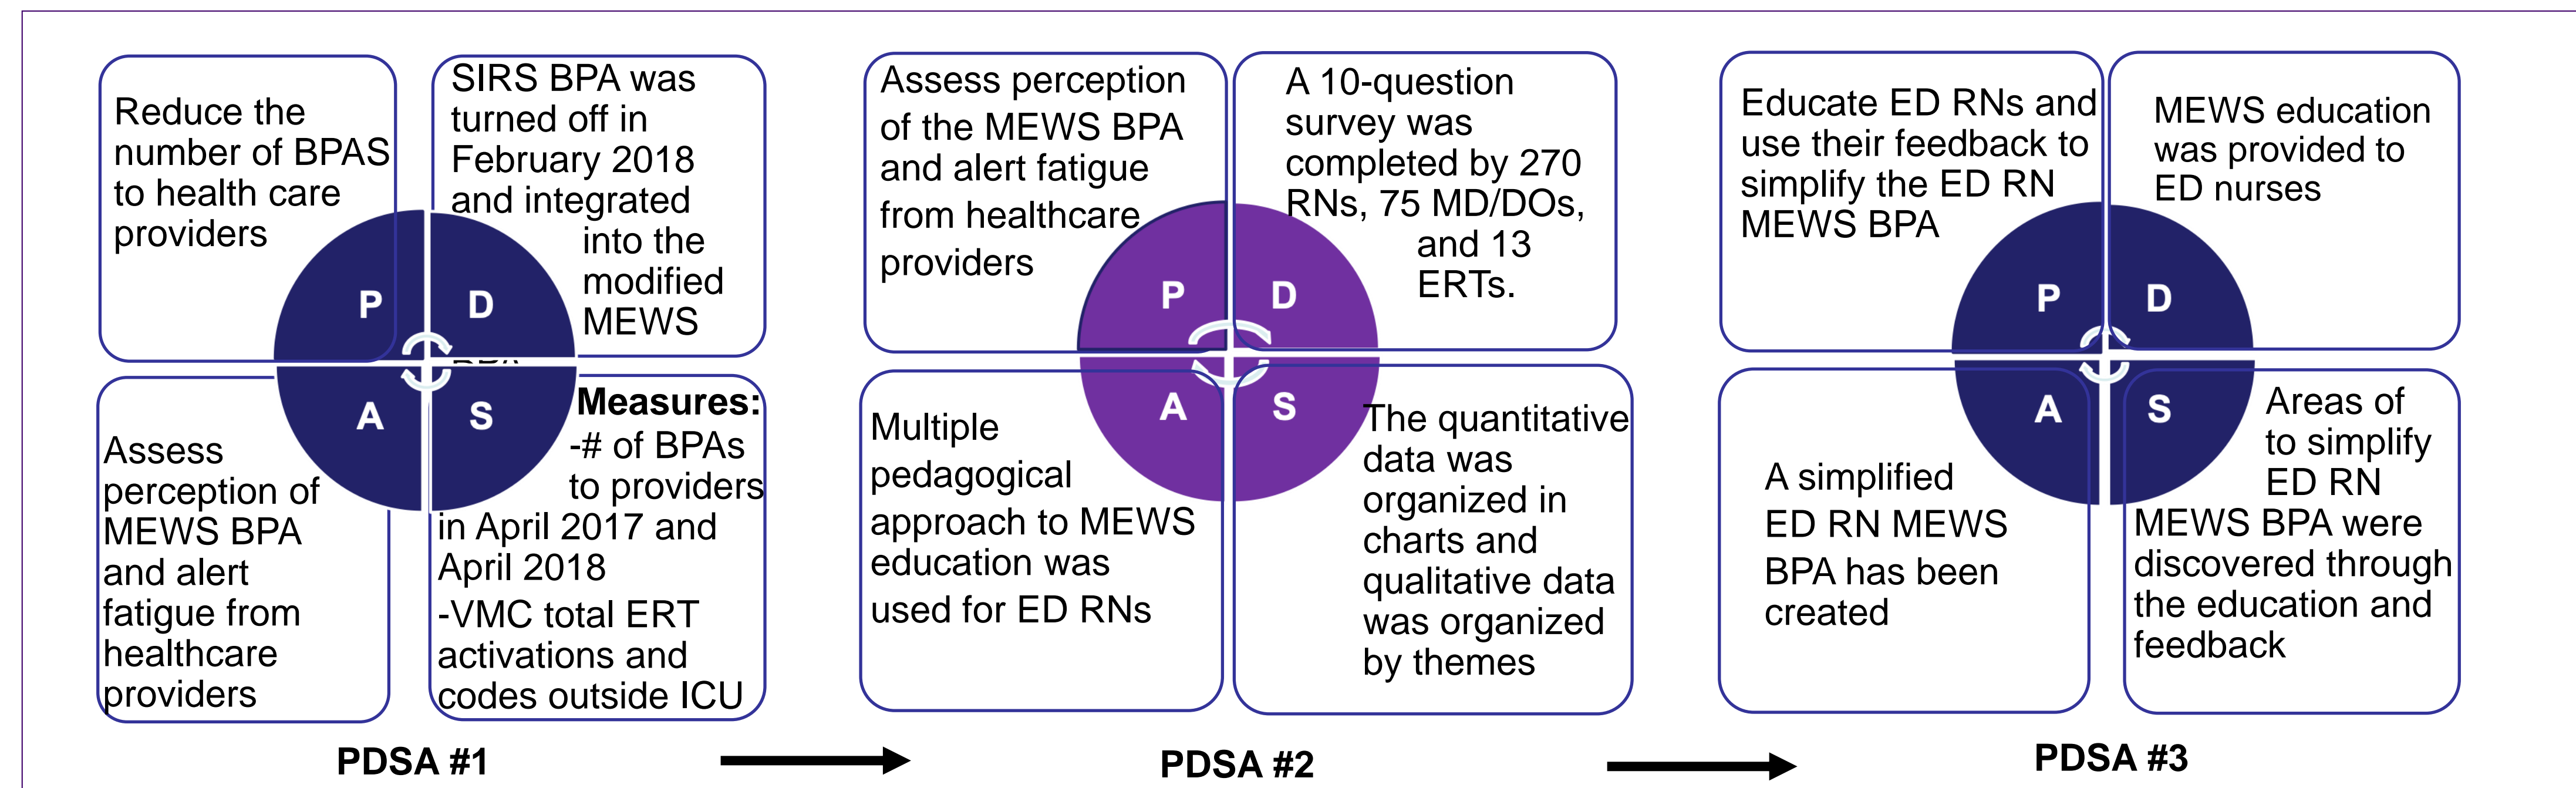 Reduce the
number of BPAS
to health care
providers
SIRS BPA was
turned off in
February 2018
and integrated
into the
modified
MEWS
P
D
A
S
Assess
perception of
MEWS BPA
and alert
fatigue from
healthcare
providers
Measures:
-# of BPAs
to providers
in April 2017 and
April 2018
-VMC total ERT
activations and
codes outside ICU
PDSA #1
Assess perception
of the MEWS BPA
and alert fatigue
from healthcare
providers
A 10-question
survey was
completed by 270
RNs, 75 MD/DOs,
and 13
ERTs.
P
D
A
S
Multiple
pedagogical
approach to MEWS
education was
used for ED RNs
The quantitative
data was
organized in
charts and
qualitative data
was organized
by themes
PDSA #2
Educate ED RNs and
use their feedback to
simplify the ED RN
MEWS BPA
MEWS education
was provided to
ED nurses
P
D
A
S
A simplified
ED RN MEWS
BPA has been
created
Areas of
to simplify
ED RN
MEWS BPA were
discovered through
the education and
feedback
PDSA #3